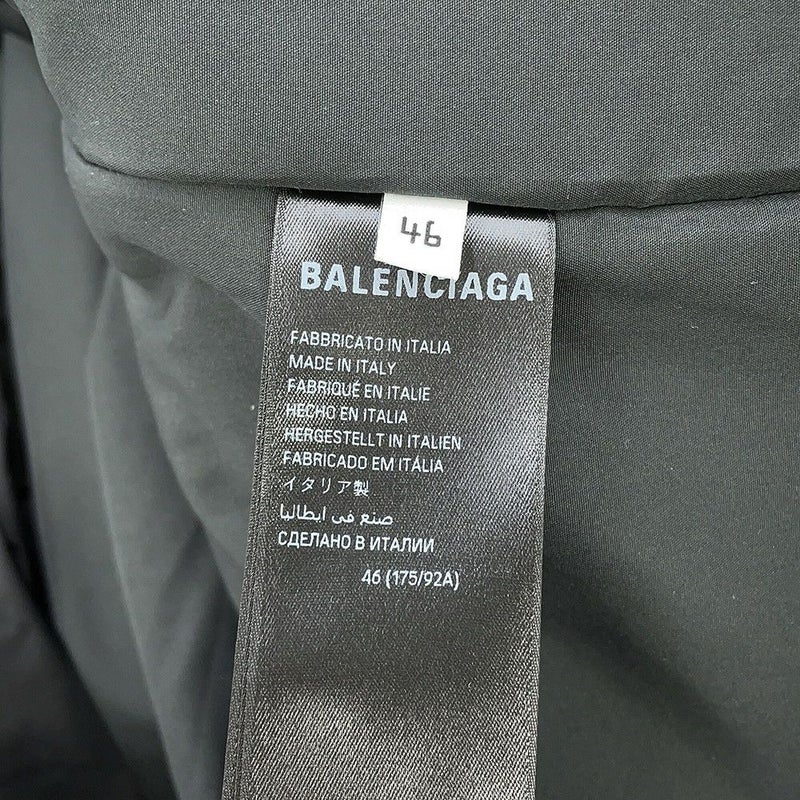 46
BALENCIAGA
FABBRICATO IN ITALIA
MADE IN ITALY
FABRIQUÉ EN ITALIE
HECHO EN ITALIA
HERGESTELLT IN ITALIEN
FABRICADO EM ITÁLIA
イタリア製
صنع في ايطاليا
СДЕЛАНО В ИТАЛИИ
46 (175/92A)